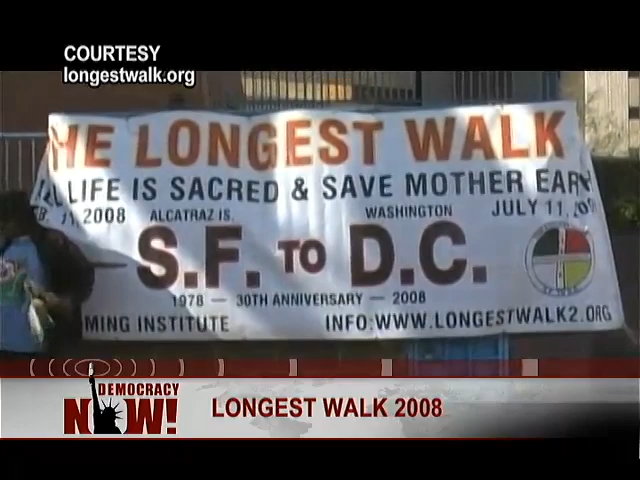 COURTESY
longestwalk.org
HE LONGEST WALK
LIFE IS SACRED & SAVE MOTHER EAR
11, 2008 ALCATRAZ IS. WASHINGTON JULY 11, 20
S.F. TO D.C.
1978 — 30TH ANNIVERSARY — 2008
MING INSTITUTE INFO: WWW.LONGESTWALK2.ORG
DEMOCRACY
NOW!
LONGEST WALK 2008